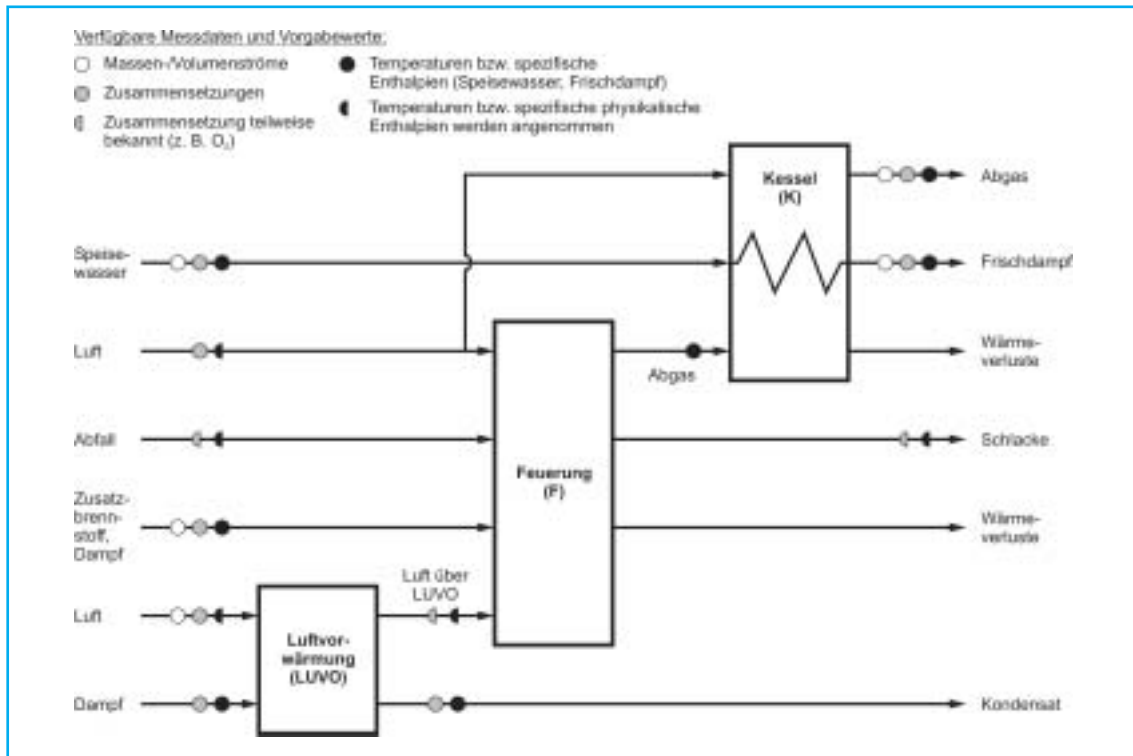 Verfügbare Messdaten und Vorgabewerte:
Massen-/Volumenströme
Zusammensetzungen
Zusammensetzung teilweise
bekannt (z. B. O₂)
Temperaturen bzw. spezifische
Enthalpien (Speisewasser, Frischdampf)
Temperaturen bzw. spezifische physikalische
Enthalpien werden angenommen
Kessel
(K)
Abgas
Speise-
wasser
Frischdampf
Luft
Abgas
Wärme-
verluste
Abfall
Schlacke
Feuerung
(F)
Zusatz-
brenn-
stoff,
Dampf
Wärme-
verluste
Luft über
LUVO
Luft
Luftvor-
wärmung
(LUVO)
Dampf
Kondensat